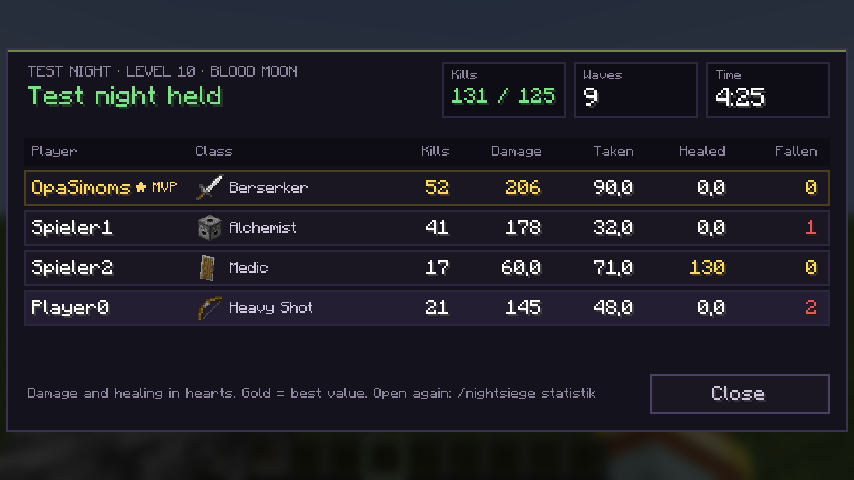 TEST NIGHT · LEVEL 10 · BLOOD MOON
Test night held
Kills
131 / 125
Waves
9
Time
4:25
Player Class Kills Damage Taken Healed Fallen
OpaSimoms ★ MVP Berserker 52 206 90,0 0,0 0
Spieler1 Alchemist 41 178 32,0 0,0 1
Spieler2 Medic 17 60,0 71,0 130 0
Player0 Heavy Shot 21 145 48,0 0,0 2
Damage and healing in hearts. Gold = best value. Open again: /nightsiege statistik
Close